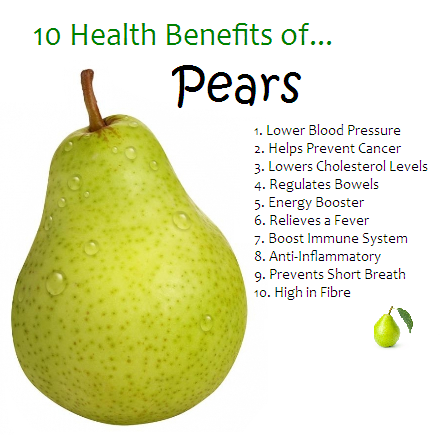 10 Health Benefits of...
Pears
1. Lower Blood Pressure
2. Helps Prevent Cancer
3. Lowers Cholesterol Levels
4. Regulates Bowels
5. Energy Booster
6. Relieves a Fever
7. Boost Immune System
8. Anti-Inflammatory
9. Prevents Short Breath
10. High in Fibre